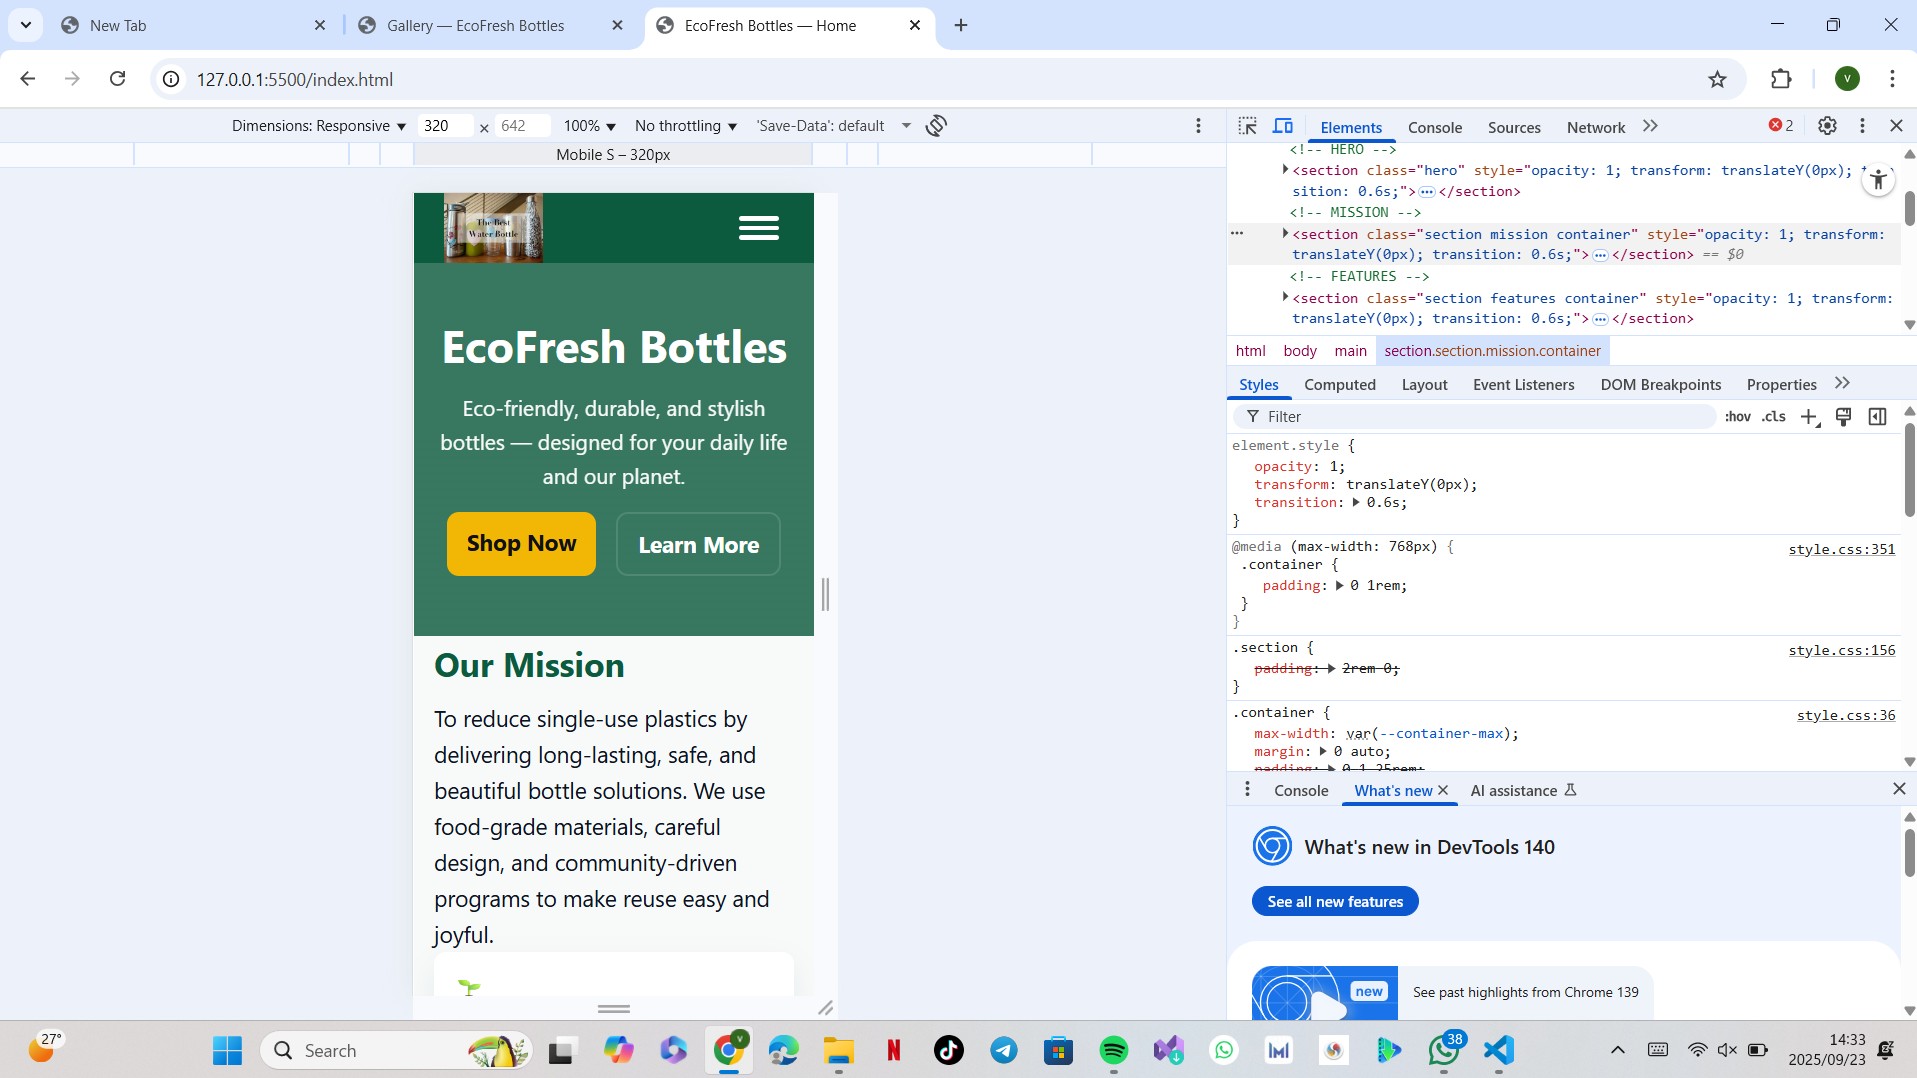 New Tab
Gallery — EcoFresh Bottles
EcoFresh Bottles — Home
127.0.0.1:5500/index.html
V
Dimensions: Responsive 320 × 642 100% No throttling 'Save-Data': default
Mobile S – 320px
The Best
Water Bottle
EcoFresh Bottles
Eco-friendly, durable, and stylish
bottles — designed for your daily life
and our planet.
Shop Now Learn More
Our Mission
To reduce single-use plastics by
delivering long-lasting, safe, and
beautiful bottle solutions. We use
food-grade materials, careful
design, and community-driven
programs to make reuse easy and
joyful.
Elements Console Sources Network 2
<!-- HERO -->
<section class="hero" style="opacity: 1; transform: translateY(0px);
sition: 0.6s;"> </section>
<!-- MISSION -->
<section class="section mission container" style="opacity: 1; transform:
translateY(0px); transition: 0.6s;"> </section> == $0
<!-- FEATURES -->
<section class="section features container" style="opacity: 1; transform:
translateY(0px); transition: 0.6s;"> </section>
html body main section.section.mission.container
Styles Computed Layout Event Listeners DOM Breakpoints Properties
Filter :hov .cls
element.style {
opacity: 1;
transform: translateY(0px);
transition: 0.6s;
}
@media (max-width: 768px) { style.css:351
.container {
padding: 0 1rem;
}
}
.section { style.css:156
padding: 2rem 0;
}
.container { style.css:36
max-width: var(--container-max);
margin: 0 auto;
padding: 0 1.25rem;
Console What's new AI assistance
What's new in DevTools 140
See all new features
new
See past highlights from Chrome 139
27°
Search
38
14:33
2025/09/23